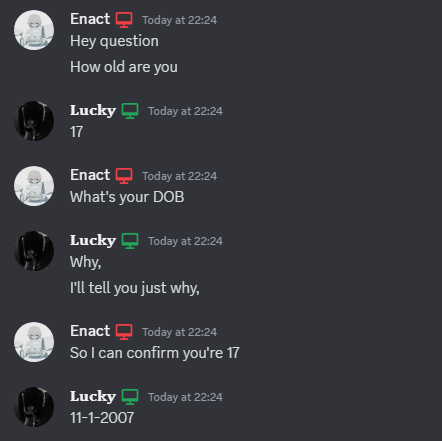 Enact Today at 22:24
Hey question
How old are you
Lucky Today at 22:24
17
Enact Today at 22:24
What's your DOB
Lucky Today at 22:24
Why,
I'll tell you just why,
Enact Today at 22:24
So I can confirm you're 17
Lucky Today at 22:24
11-1-2007